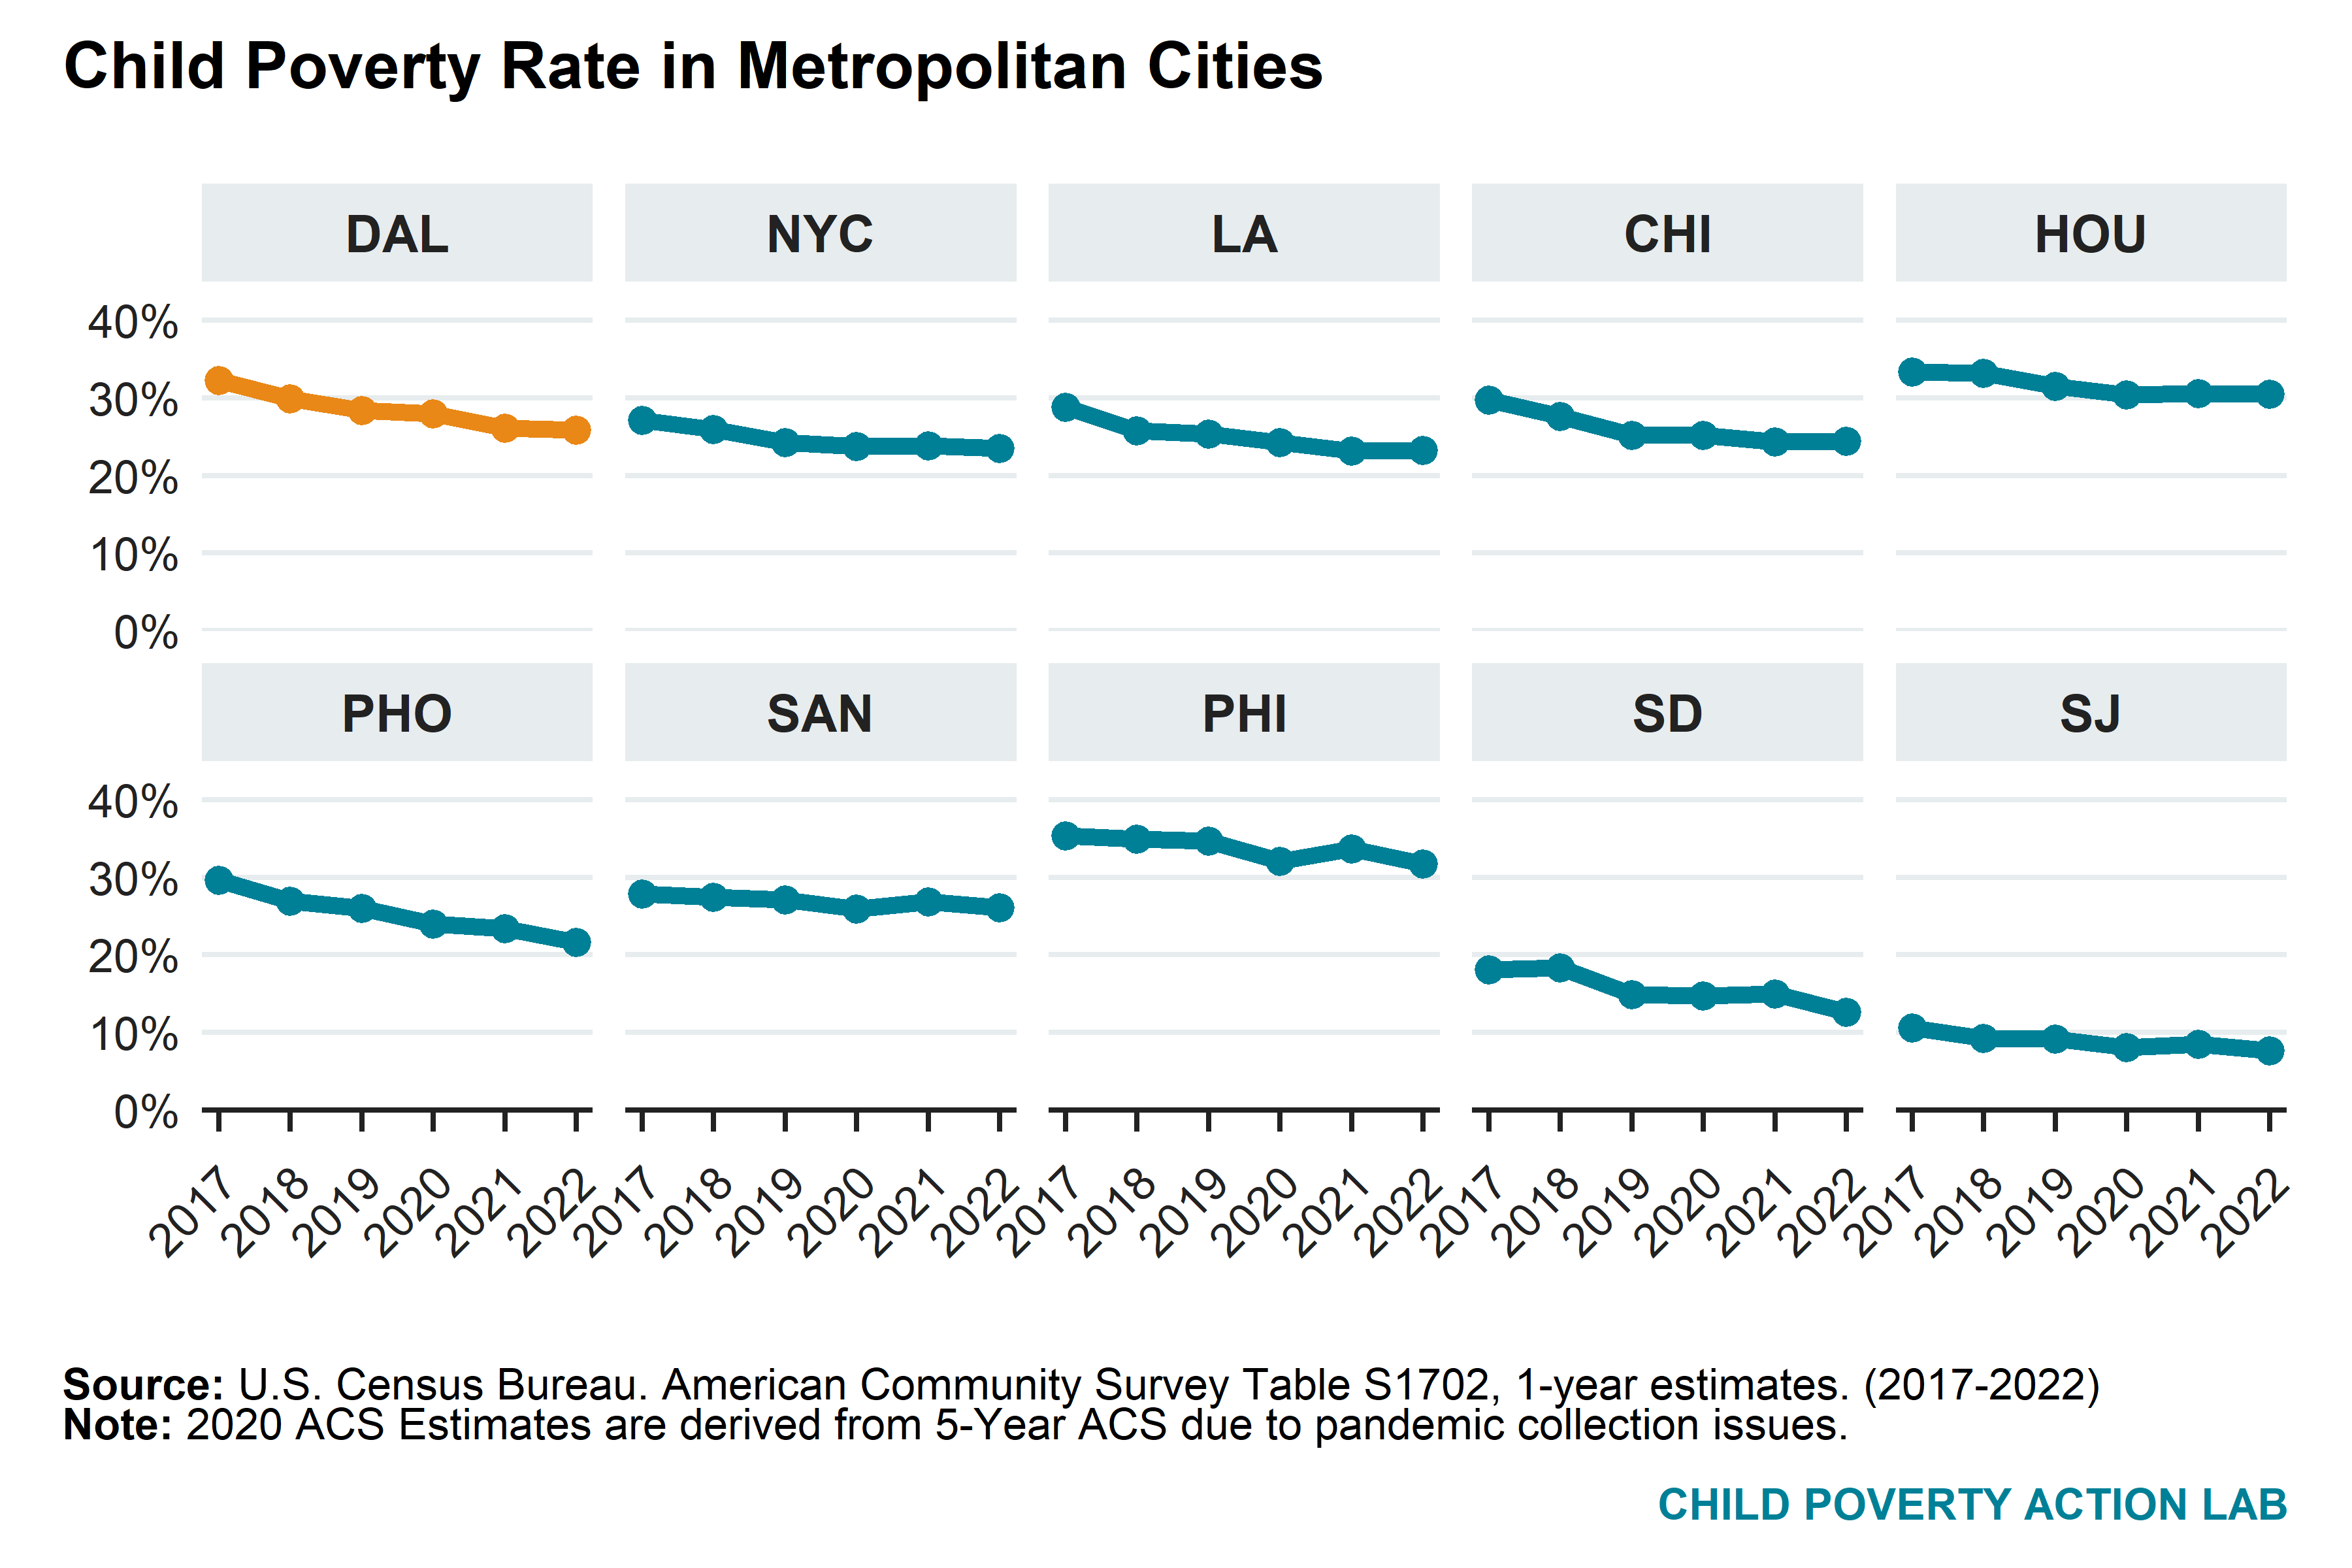 Child Poverty Rate in Metropolitan Cities
DAL NYC LA CHI HOU
40%
30%
20%
10%
0%
PHO SAN PHI SD SJ
40%
30%
20%
10%
0%
2017 2018 2019 2020 2021 2022 2017 2018 2019 2020 2021 2022 2017 2018 2019 2020 2021 2022 2017 2018 2019 2020 2021 2022 2017 2018 2019 2020 2021 2022
Source: U.S. Census Bureau. American Community Survey Table S1702, 1-year estimates. (2017-2022)
Note: 2020 ACS Estimates are derived from 5-Year ACS due to pandemic collection issues.
CHILD POVERTY ACTION LAB